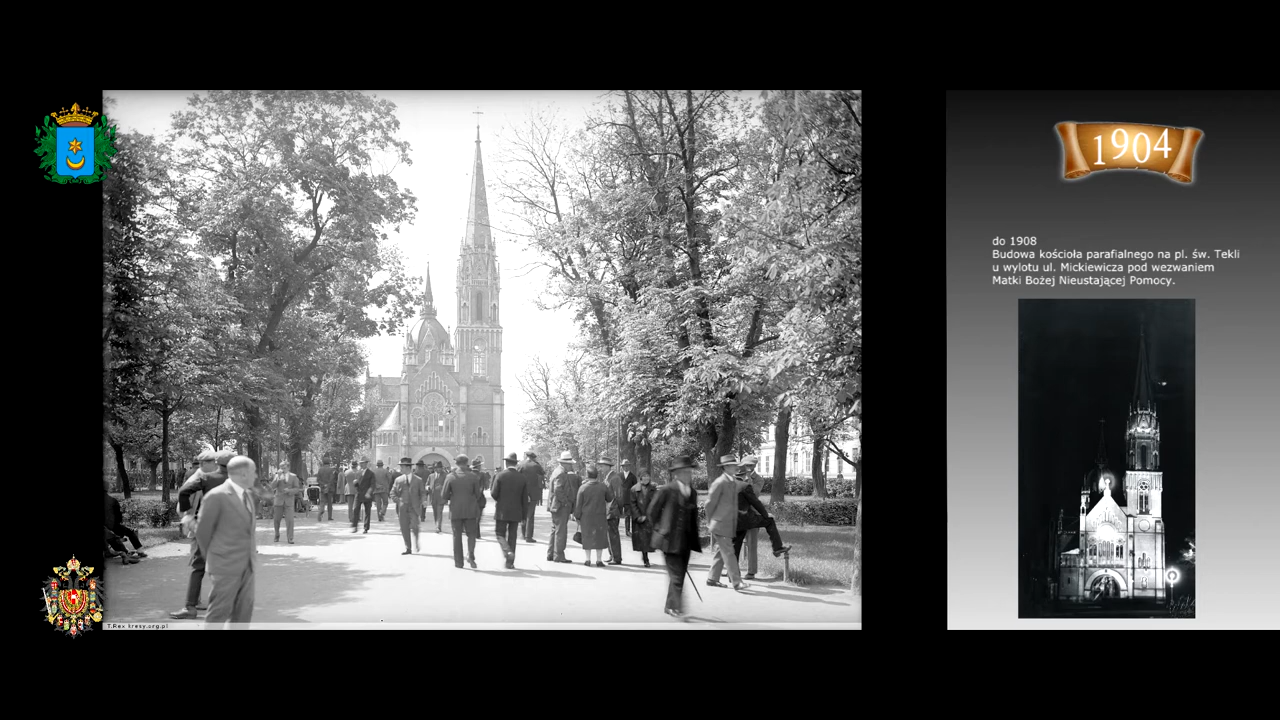 1904
do 1908
Budowa kościoła parafialnego na pl. św. Tekli
u wylotu ul. Mickiewicza pod wezwaniem
Matki Bożej Nieustającej Pomocy.
T.Rex kresy.org.pl